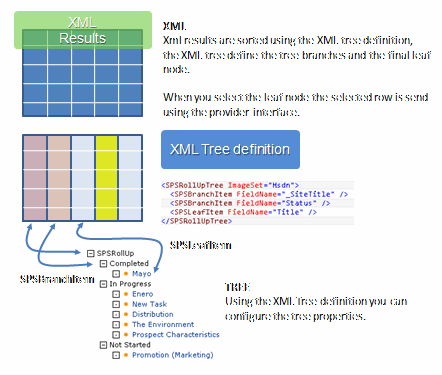 XML
Results
XML
Xml results are sorted using the XML tree definition,
the XML tree define the tree branches and the final leaf
node.
When you select the leaf node the selected row is send
using the provider interface.
XML Tree definition
<SPSRollUpTree ImageSet="Msdn">
<SPSBranchItem FieldName="_SiteTitle" />
<SPSBranchItem FieldName="Status" />
<SPSLeafItem FieldName="Title" />
</SPSRollUpTree>
SPSLeafItem
SPSBranchItem
SPSRollUp
Completed
Mayo
In Progress
Enero
New Task
Distribution
The Environment
Prospect Characteristics
Not Started
Promotion (Marketing)
TREE
Using the XML Tree definition you can
configure the tree properties.